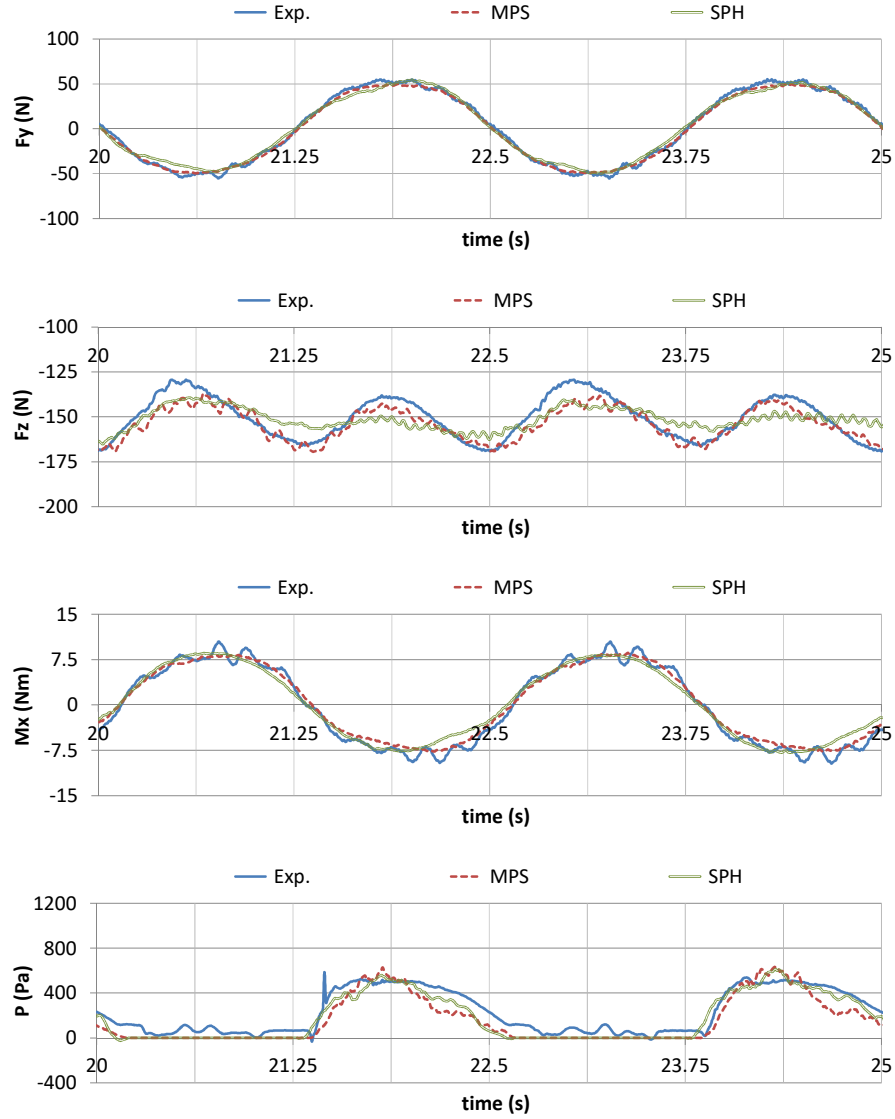 Exp. MPS SPH
100
50
0
-50
-100
20 21.25 22.5 23.75 25
Fy (N)
time (s)
Exp. MPS SPH
-100
-125
-150
-175
-200
20 21.25 22.5 23.75 25
Fz (N)
time (s)
Exp. MPS SPH
15
7.5
0
-7.5
-15
20 21.25 22.5 23.75 25
Mx (Nm)
time (s)
Exp. MPS SPH
1200
800
400
0
-400
20 21.25 22.5 23.75 25
P (Pa)
time (s)